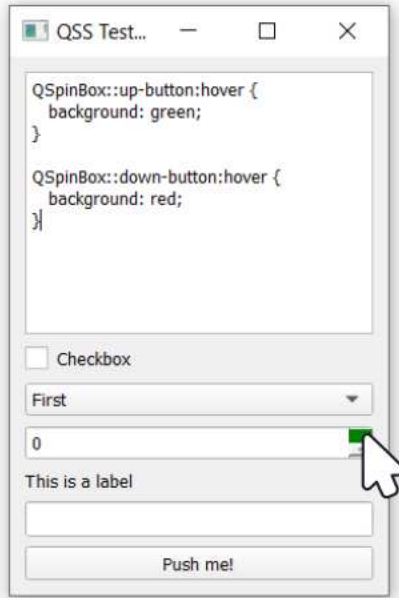 QSS Test...
QSpinBox::up-button:hover {
background: green;
}
QSpinBox::down-button:hover {
background: red;
}
Checkbox
First
0
This is a label
Push me!